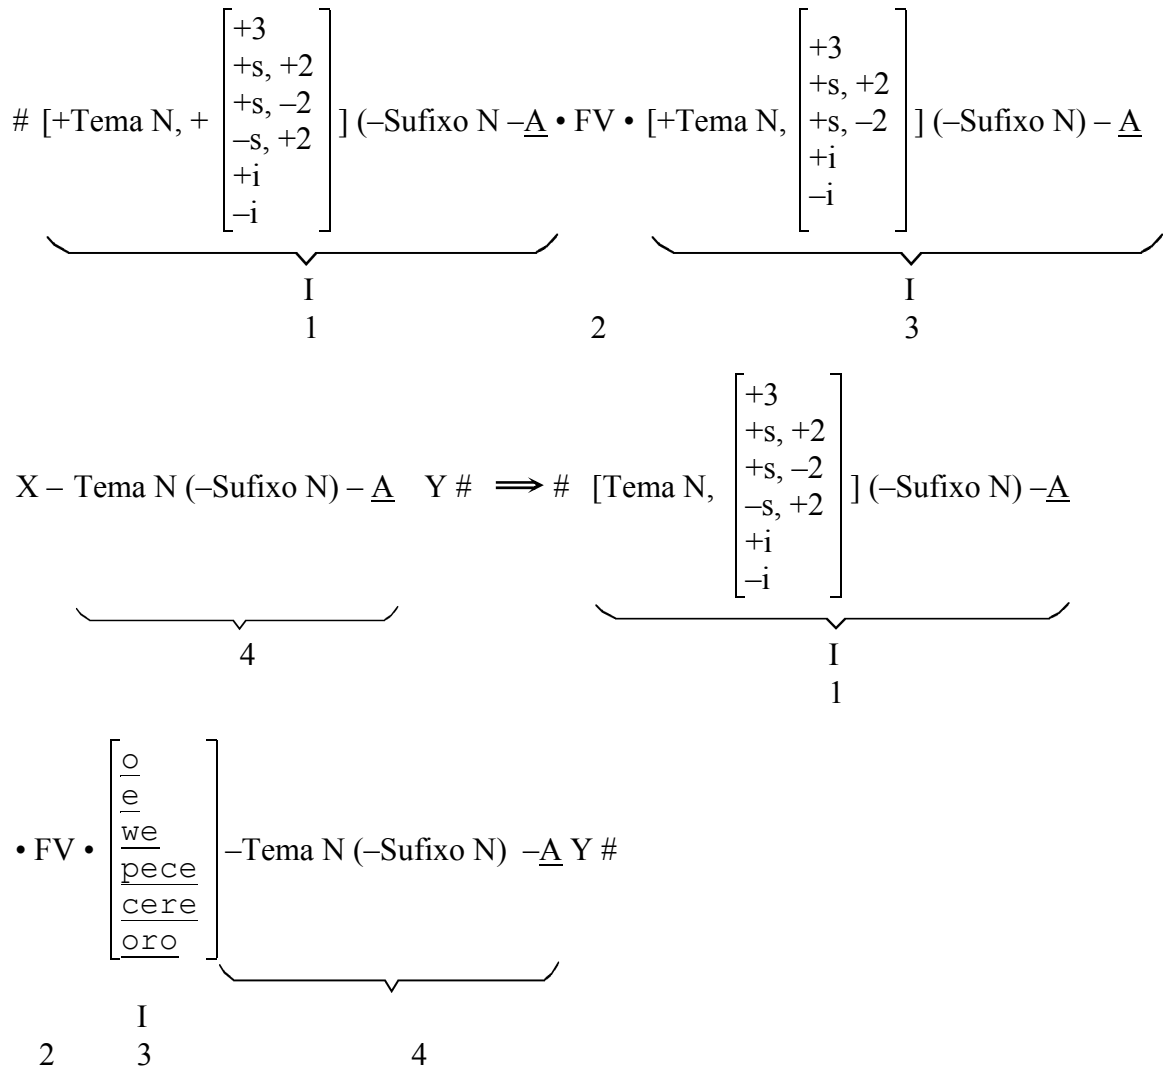 # [+Tema N, + [+3 
+s, +2 
+s, –2 
–s, +2 
+i 
–i] ] (–Sufixo N –A • FV • [+Tema N, [+3 
+s, +2 
+s, –2 
+i 
–i] ] (–Sufixo N) – A
I I
1 2 3
X – Tema N (–Sufixo N) – A Y # ⟹ # [Tema N, [+3 
+s, +2 
+s, –2 
–s, +2 
+i 
–i] ] (–Sufixo N) –A
4 I
1
• FV • [o 
e 
we 
pece 
cere 
oro] –Tema N (–Sufixo N) –A Y #
I
2 3 4